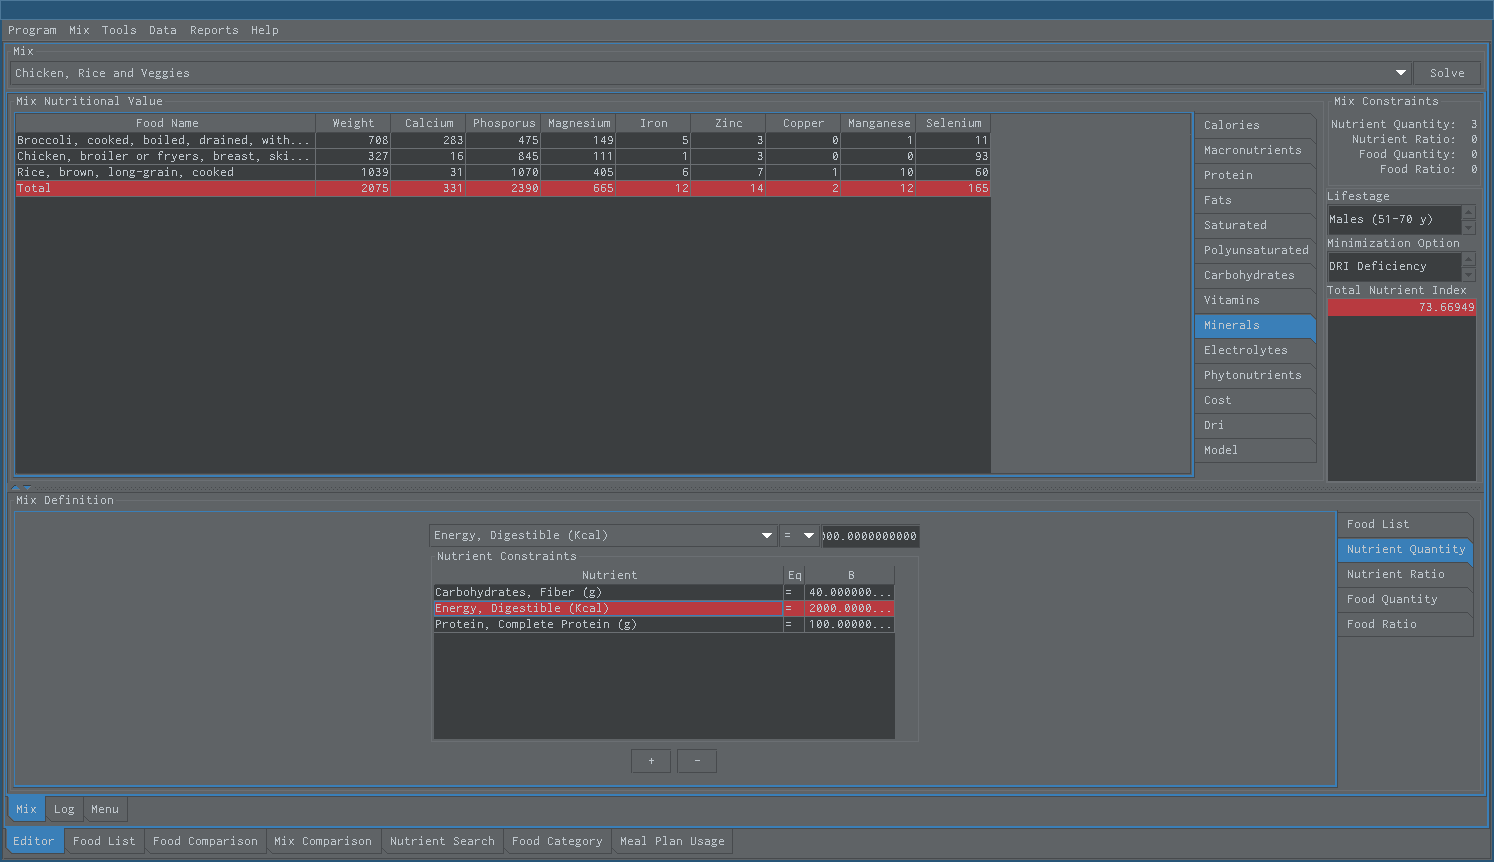 Program Mix Tools Data Reports Help
Mix
Chicken, Rice and Veggies Solve
Mix Nutritional Value
Food Name Weight Calcium Phosporus Magnesium Iron Zinc Copper Manganese Selenium
Broccoli, cooked, boiled, drained, with... 708 283 475 149 5 3 0 1 11
Chicken, broiler or fryers, breast, ski... 327 16 845 111 1 3 0 0 93
Rice, brown, long-grain, cooked 1039 31 1070 405 6 7 1 10 60
Total 2075 331 2390 665 12 14 2 12 165
Calories
Macronutrients
Protein
Fats
Saturated
Polyunsaturated
Carbohydrates
Vitamins
Minerals
Electrolytes
Phytonutrients
Cost
Dri
Model
Mix Constraints
Nutrient Quantity: 3
Nutrient Ratio: 0
Food Quantity: 0
Food Ratio: 0
Lifestage
Males (51-70 y)
Minimization Option
DRI Deficiency
Total Nutrient Index
73.66949
Mix Definition
Energy, Digestible (Kcal) = 00.0000000000
Nutrient Constraints
Nutrient Eq B
Carbohydrates, Fiber (g) = 40.000000...
Energy, Digestible (Kcal) = 2000.0000...
Protein, Complete Protein (g) = 100.00000...
+ -
Food List
Nutrient Quantity
Nutrient Ratio
Food Quantity
Food Ratio
Mix Log Menu
Editor Food List Food Comparison Mix Comparison Nutrient Search Food Category Meal Plan Usage